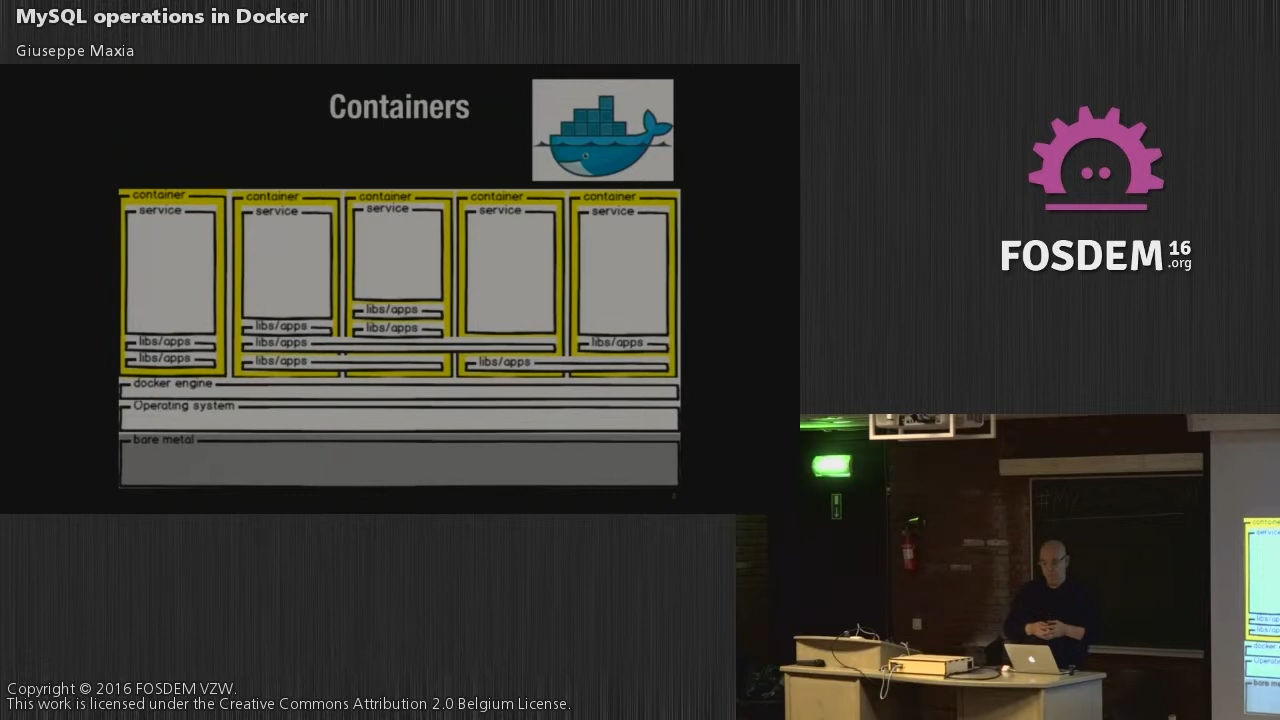 MySQL operations in Docker
Giuseppe Maxia
Containers
container container container container container
service service service service service
libs/apps
libs/apps libs/apps
libs/apps libs/apps libs/apps
libs/apps libs/apps libs/apps
docker engine
Operating system
bare metal
FOSDEM 16
.org
Copyright © 2016 FOSDEM VZW.
This work is licensed under the Creative Commons Attribution 2.0 Belgium License.